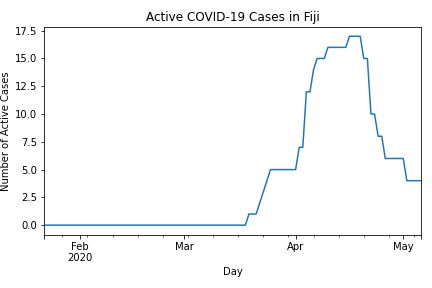 Active COVID-19 Cases in Fiji
Number of Active Cases
17.5
15.0
12.5
10.0
7.5
5.0
2.5
0.0
Feb Mar Apr May
2020
Day